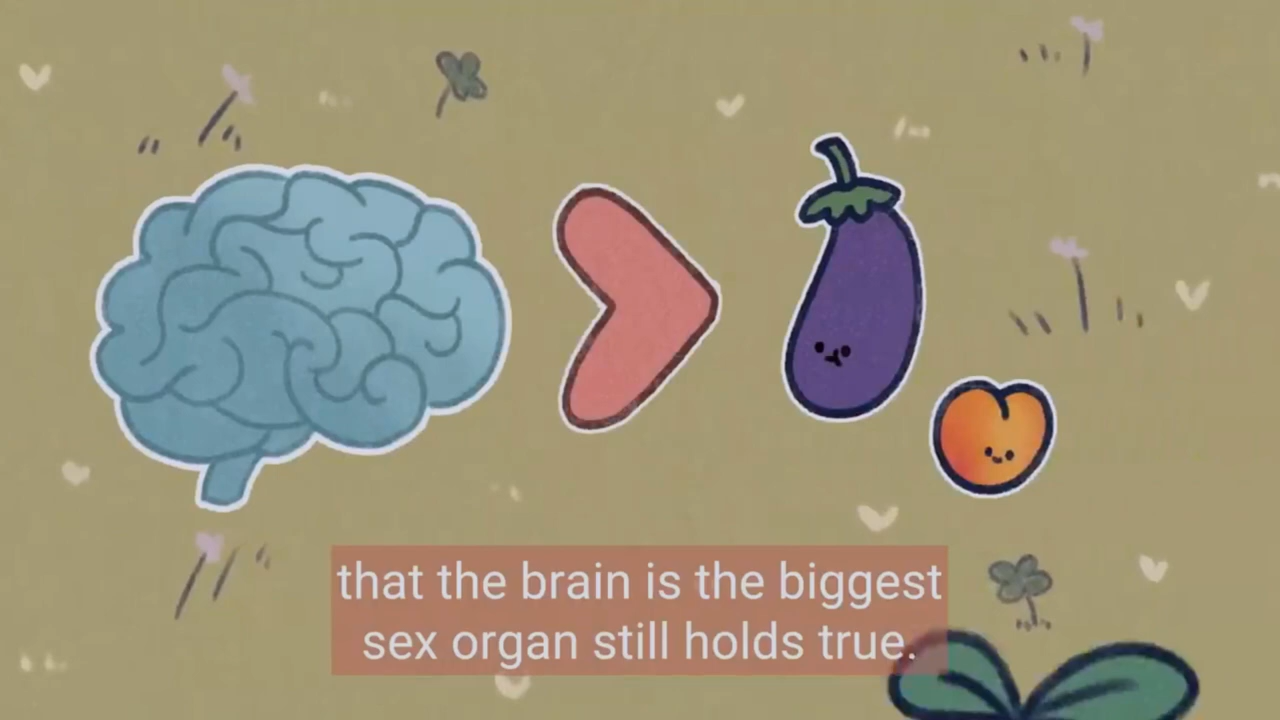 that the brain is the biggest
sex organ still holds true.